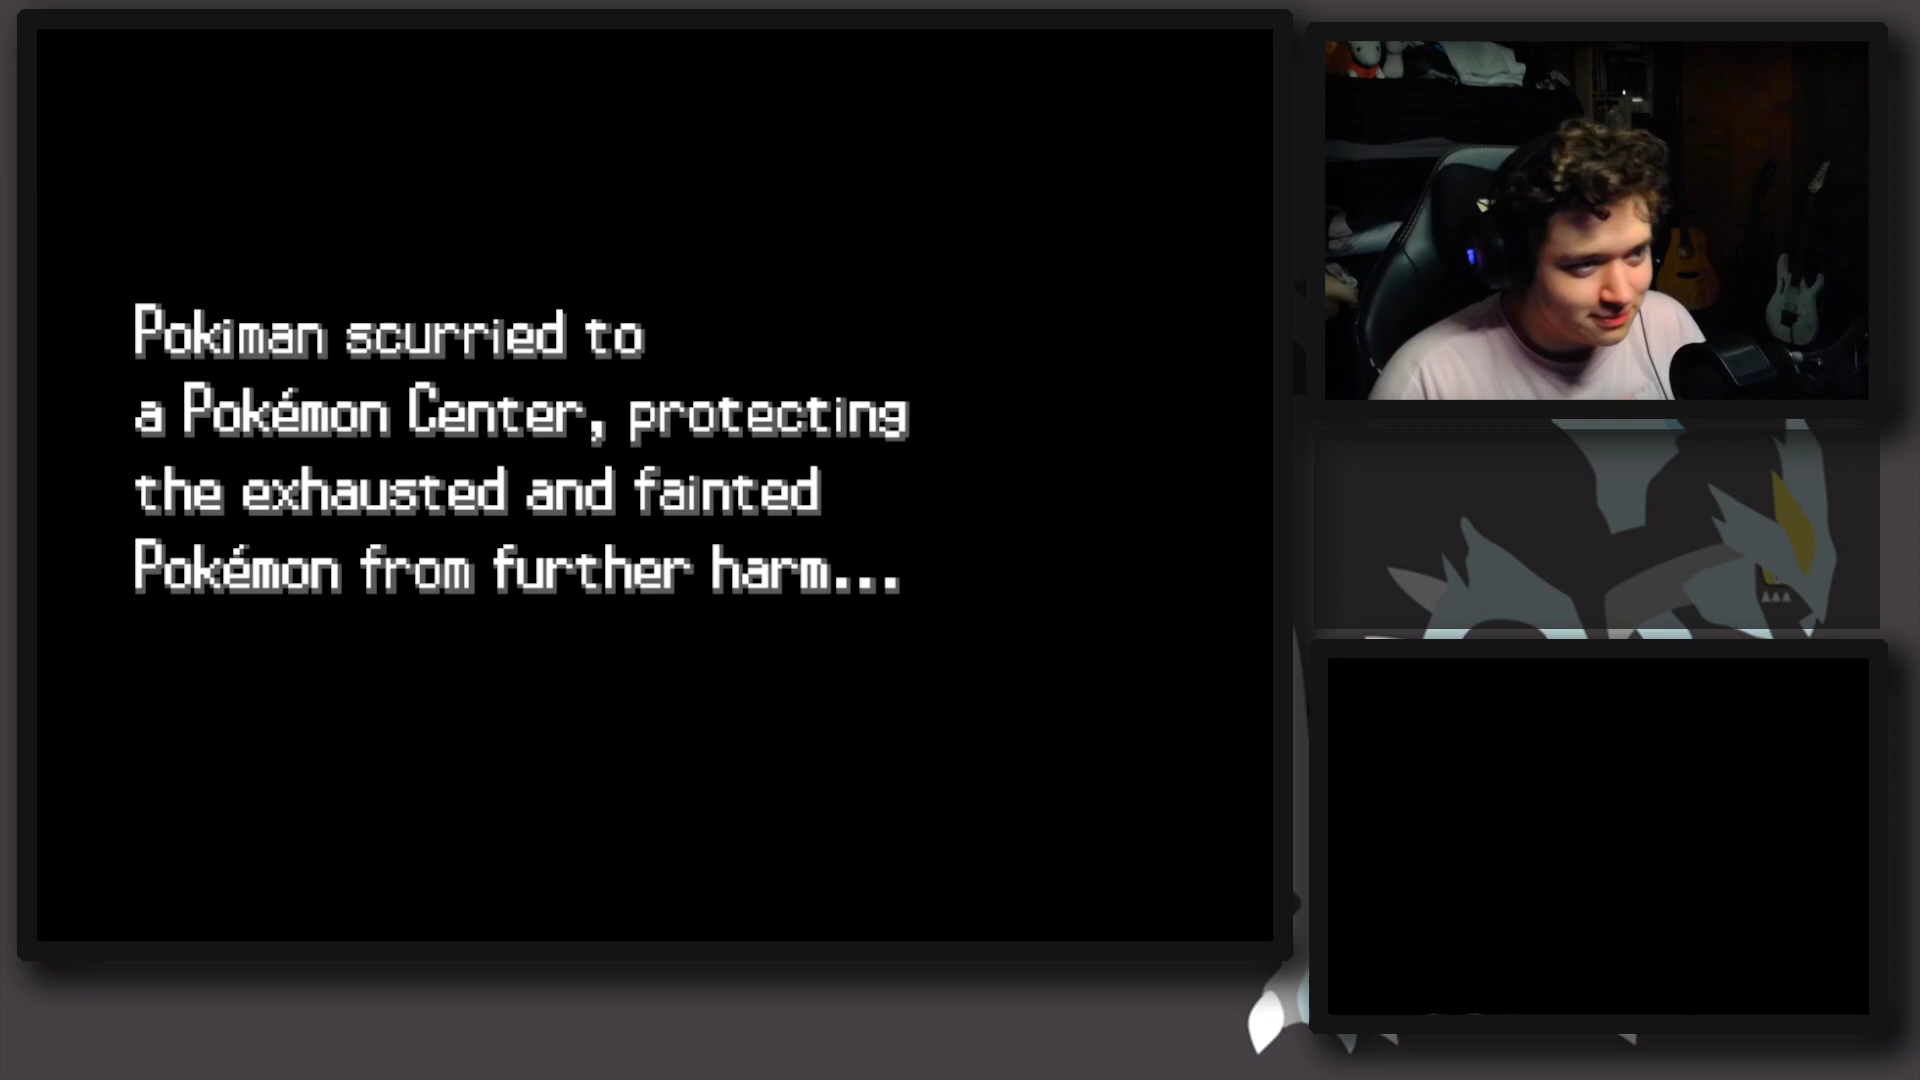 Pokiman scurried to
a Pokémon Center, protecting
the exhausted and fainted
Pokémon from further harm...